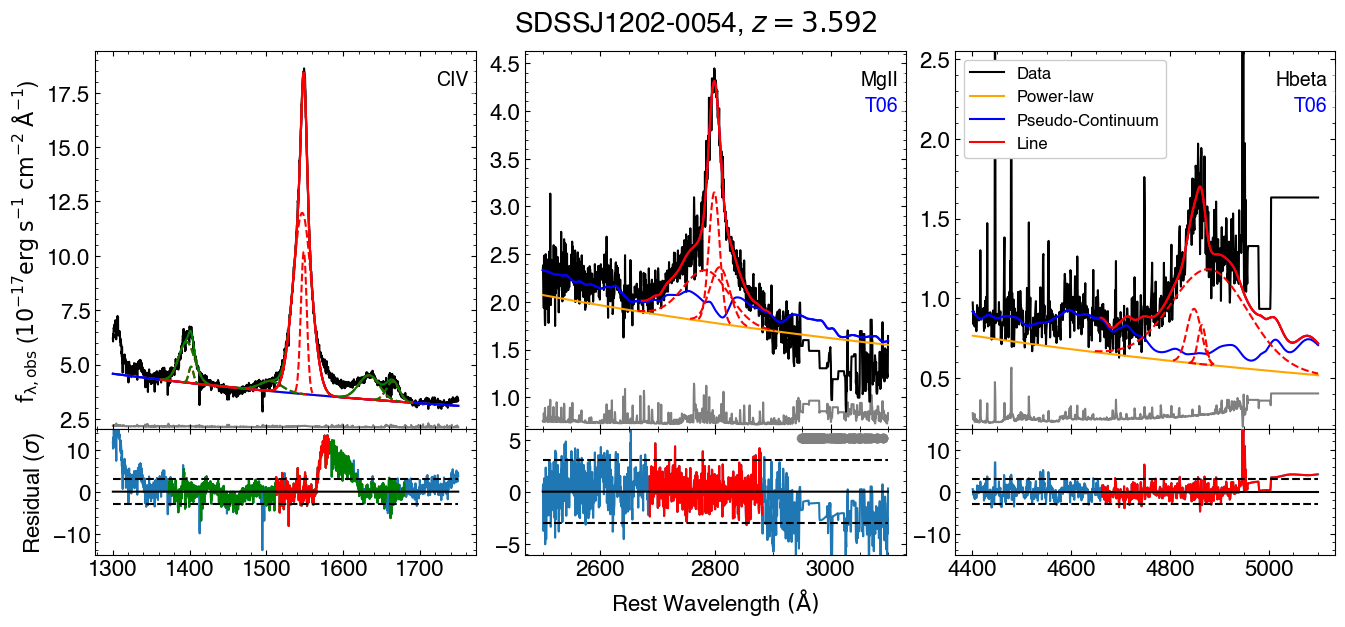 SDSSJ1202-0054, z = 3.592
f_λ,obs (10^−17 erg s^−1 cm^−2 Å^−1)
17.5
15.0
12.5
10.0
7.5
5.0
2.5
CIV
4.5
4.0
3.5
3.0
2.5
2.0
1.5
1.0
MgII
T06
2.5
2.0
1.5
1.0
0.5
Data
Power-law
Pseudo-Continuum
Line
Hbeta
T06
Residual (σ)
10
0
−10
5
0
−5
10
0
−10
1300 1400 1500 1600 1700
2600 2800 3000
4400 4600 4800 5000
Rest Wavelength (Å)